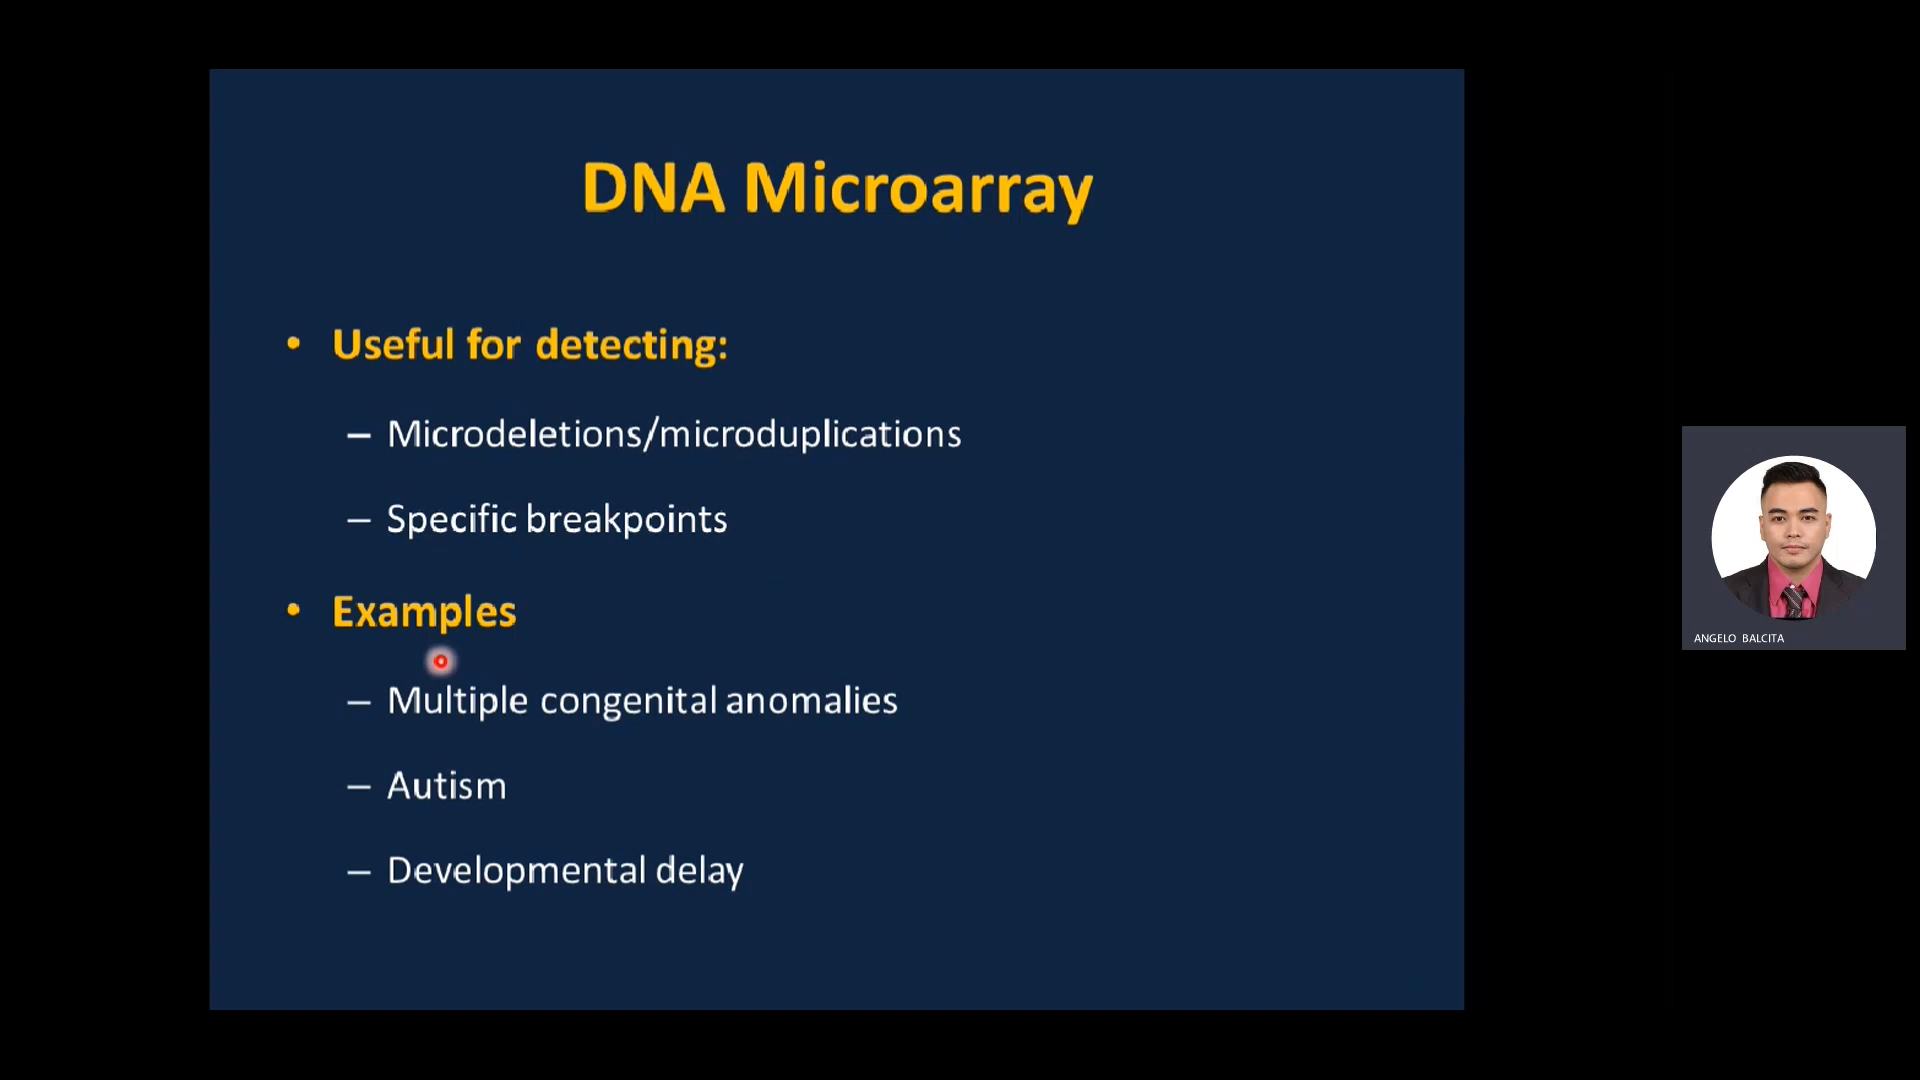 DNA Microarray
• Useful for detecting:
– Microdeletions/microduplications
– Specific breakpoints
• Examples
– Multiple congenital anomalies
– Autism
– Developmental delay
ANGELO BALCITA